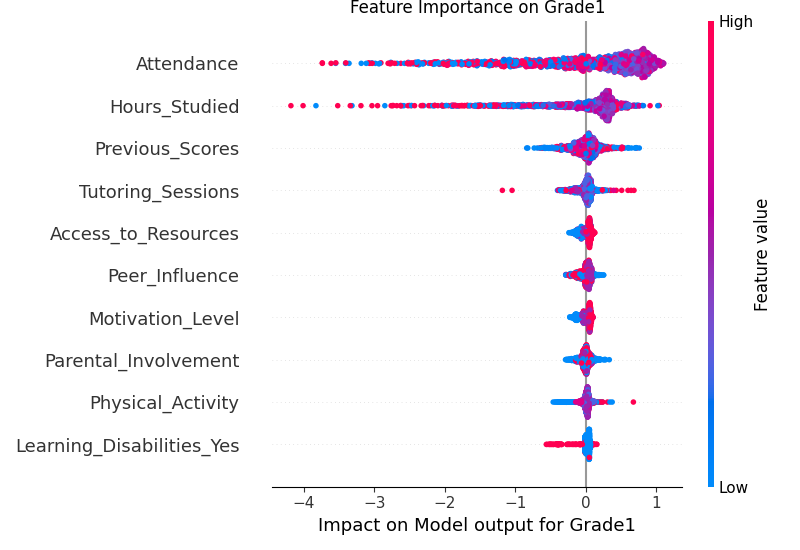 Feature Importance on Grade1
High
Attendance
Hours_Studied
Previous_Scores
Tutoring_Sessions
Access_to_Resources
Peer_Influence
Motivation_Level
Parental_Involvement
Physical_Activity
Learning_Disabilities_Yes
Feature value
Low
−4 −3 −2 −1 0 1
Impact on Model output for Grade1